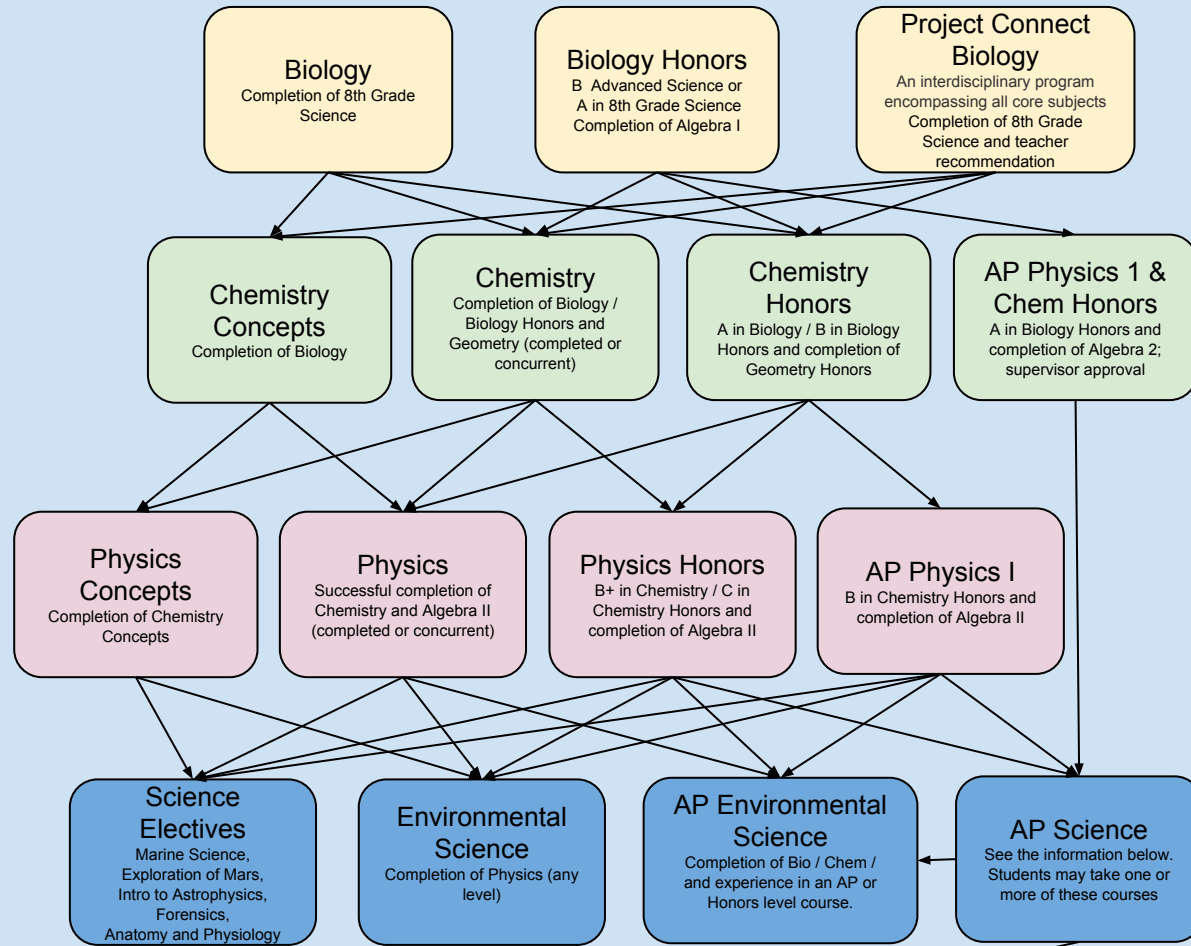 Biology
Completion of 8th Grade
Science
Biology Honors
B  Advanced Science or
A in 8th Grade Science
Completion of Algebra I
Project Connect
Biology
An interdisciplinary program
encompassing all core subjects
Completion of 8th Grade
Science and teacher
recommendation
Chemistry
Concepts
Completion of Biology
Chemistry
Completion of Biology /
Biology Honors and
Geometry (completed or
concurrent)
Chemistry
Honors
A in Biology / B in Biology
Honors and completion of
Geometry Honors
AP Physics 1 &
Chem Honors
A in Biology Honors and
completion of Algebra 2;
supervisor approval
Physics
Concepts
Completion of Chemistry
Concepts
Physics
Successful completion of
Chemistry and Algebra II
(completed or concurrent)
Physics Honors
B+ in Chemistry / C in
Chemistry Honors and
completion of Algebra II
AP Physics I
B in Chemistry Honors and
completion of Algebra II
Science
Electives
Marine Science,
Exploration of Mars,
Intro to Astrophysics,
Forensics,
Anatomy and Physiology
Environmental
Science
Completion of Physics (any
level)
AP Environmental
Science
Completion of Bio / Chem /
and experience in an AP or
Honors level course.
AP Science
See the information below.
Students may take one or
more of these courses